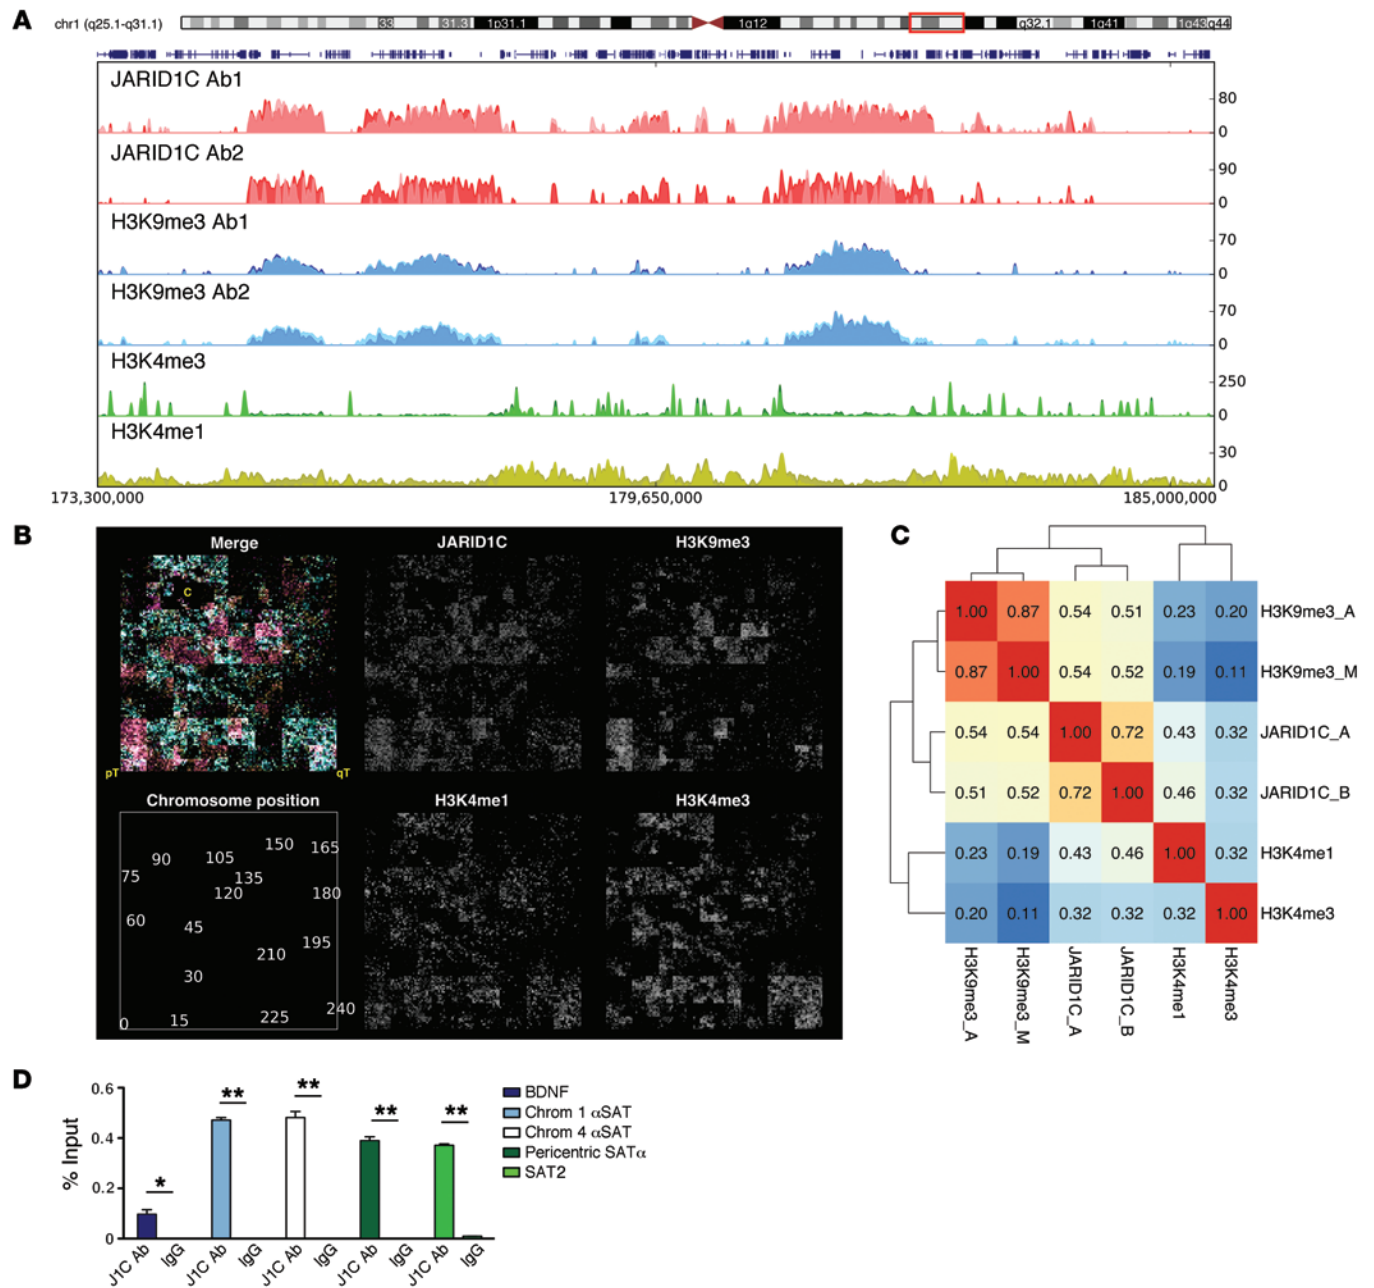 A
chr1 (q25.1-q31.1)
33 31.3 1p31.1 1q12 q32.1 1q41 1q43 q44
JARID1C Ab1
80
0
JARID1C Ab2
90
0
H3K9me3 Ab1
70
0
H3K9me3 Ab2
70
0
H3K4me3
250
0
H3K4me1
30
0
173,300,000 179,650,000 185,000,000
B
Merge JARID1C H3K9me3
C
pT qT
Chromosome position H3K4me1 H3K4me3
150 165
90 105
75 135
120 180
60 45
195
210
30
240
0 15 225
C
1.00 0.87 0.54 0.51 0.23 0.20 H3K9me3_A
0.87 1.00 0.54 0.52 0.19 0.11 H3K9me3_M
0.54 0.54 1.00 0.72 0.43 0.32 JARID1C_A
0.51 0.52 0.72 1.00 0.46 0.32 JARID1C_B
0.23 0.19 0.43 0.46 1.00 0.32 H3K4me1
0.20 0.11 0.32 0.32 0.32 1.00 H3K4me3
H3K9me3_A H3K9me3_M JARID1C_A JARID1C_B H3K4me1 H3K4me3
D
% Input
0.6
0.4
0.2
0
* ** ** ** **
J1C Ab IgG J1C Ab IgG J1C Ab IgG J1C Ab IgG J1C Ab IgG
BDNF
Chrom 1 αSAT
Chrom 4 αSAT
Pericentric SATα
SAT2